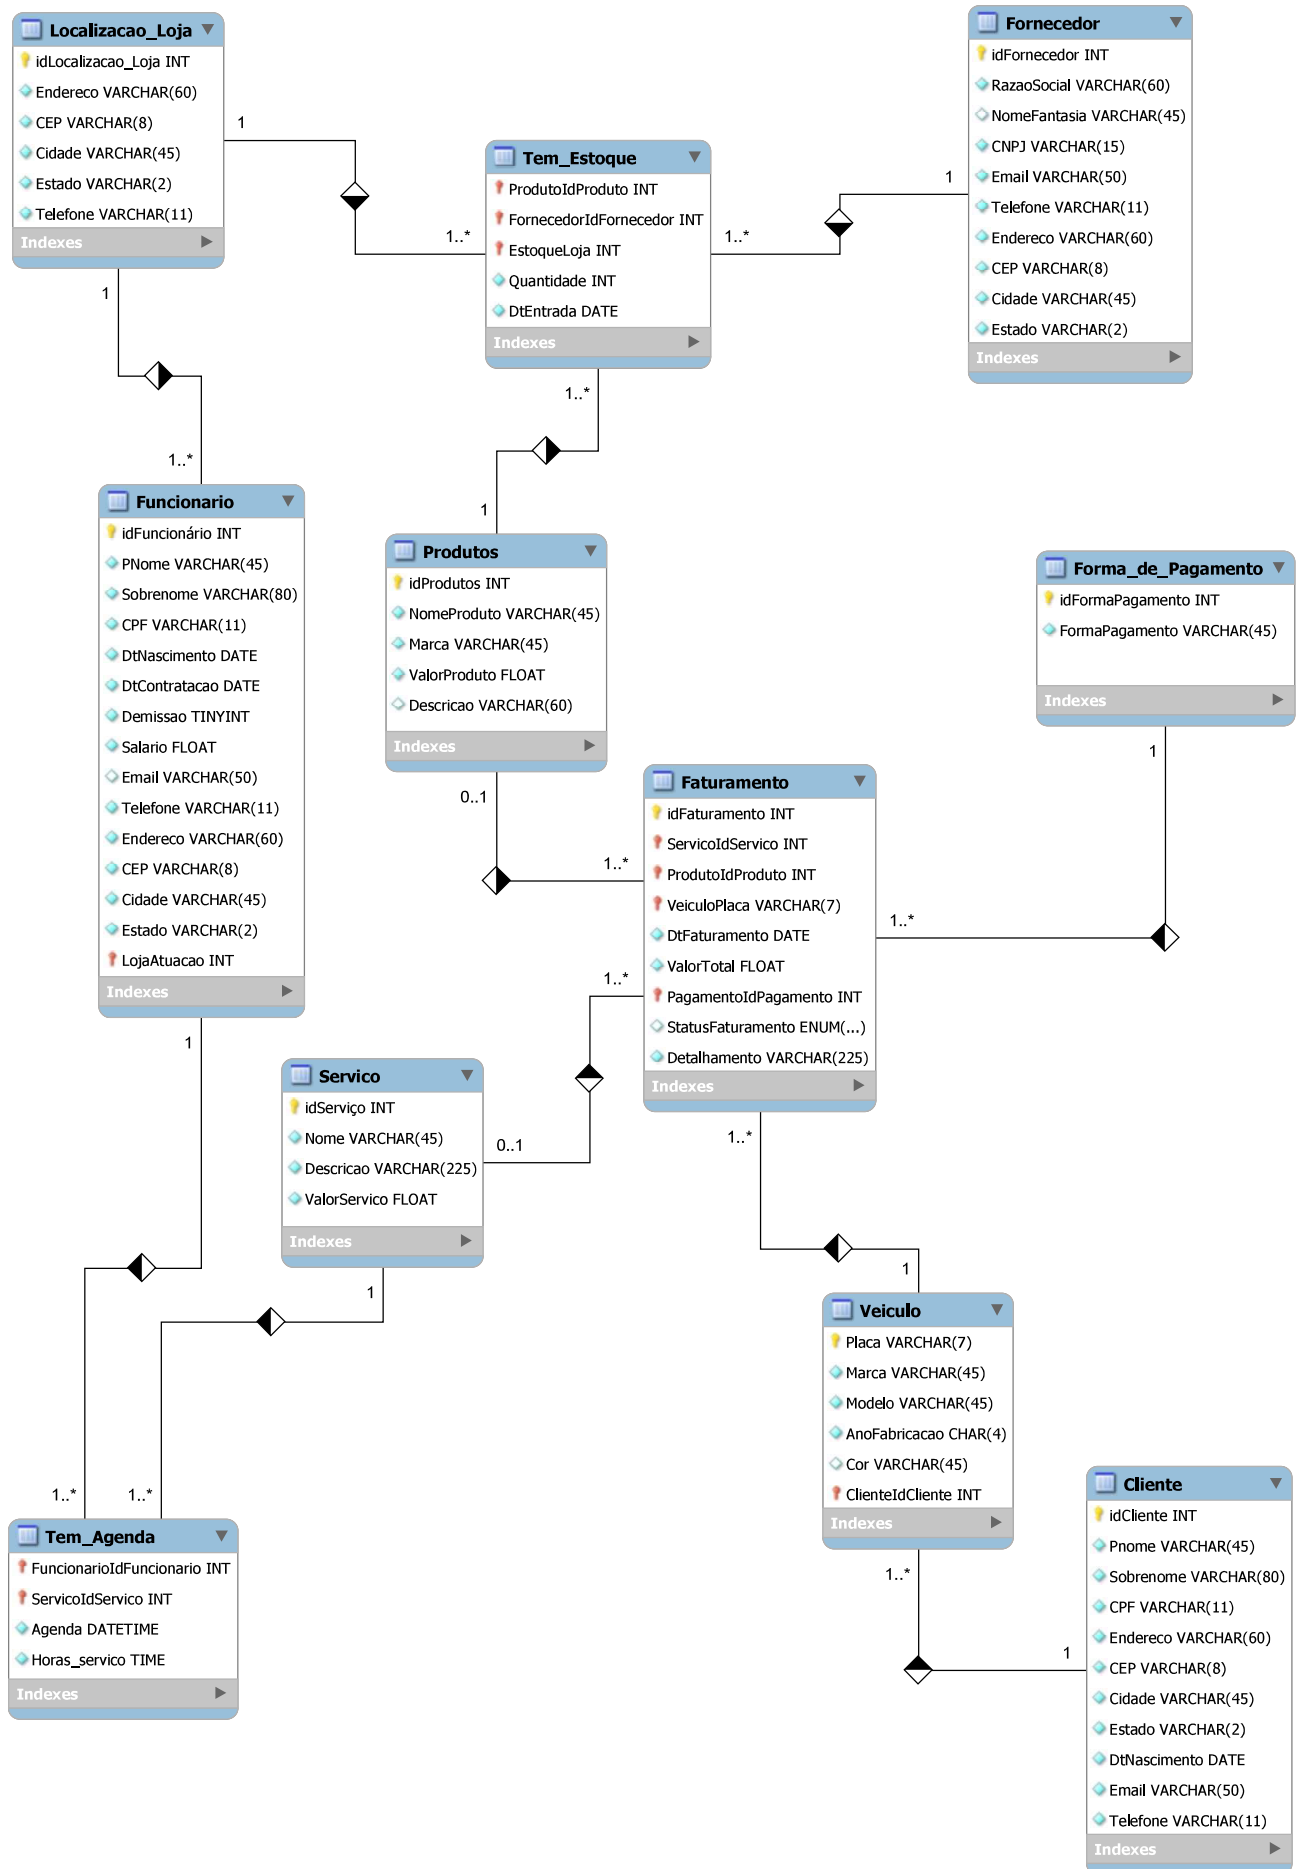 Localizacao_Loja
idLocalizacao_Loja INT
Endereco VARCHAR(60)
CEP VARCHAR(8)
Cidade VARCHAR(45)
Estado VARCHAR(2)
Telefone VARCHAR(11)
Indexes
1
1..*
1
1..*
Tem_Estoque
ProdutoIdProduto INT
FornecedorIdFornecedor INT
EstoqueLoja INT
Quantidade INT
DtEntrada DATE
Indexes
1..*
1
1..*
1
Fornecedor
idFornecedor INT
RazaoSocial VARCHAR(60)
NomeFantasia VARCHAR(45)
CNPJ VARCHAR(15)
Email VARCHAR(50)
Telefone VARCHAR(11)
Endereco VARCHAR(60)
CEP VARCHAR(8)
Cidade VARCHAR(45)
Estado VARCHAR(2)
Indexes
Funcionario
idFuncionário INT
PNome VARCHAR(45)
Sobrenome VARCHAR(80)
CPF VARCHAR(11)
DtNascimento DATE
DtContratacao DATE
Demissao TINYINT
Salario FLOAT
Email VARCHAR(50)
Telefone VARCHAR(11)
Endereco VARCHAR(60)
CEP VARCHAR(8)
Cidade VARCHAR(45)
Estado VARCHAR(2)
LojaAtuacao INT
Indexes
1
Produtos
idProdutos INT
NomeProduto VARCHAR(45)
Marca VARCHAR(45)
ValorProduto FLOAT
Descricao VARCHAR(60)
Indexes
0..1
1..*
Forma_de_Pagamento
idFormaPagamento INT
FormaPagamento VARCHAR(45)
Indexes
1
1..*
Faturamento
idFaturamento INT
ServicoIdServico INT
ProdutoIdProduto INT
VeiculoPlaca VARCHAR(7)
DtFaturamento DATE
ValorTotal FLOAT
PagamentoIdPagamento INT
StatusFaturamento ENUM(...)
Detalhamento VARCHAR(225)
Indexes
1..*
1..*
1
Servico
idServiço INT
Nome VARCHAR(45)
Descricao VARCHAR(225)
ValorServico FLOAT
Indexes
0..1
1
Veiculo
Placa VARCHAR(7)
Marca VARCHAR(45)
Modelo VARCHAR(45)
AnoFabricacao CHAR(4)
Cor VARCHAR(45)
ClienteIdCliente INT
Indexes
1..*
1
1..*
1..*
Tem_Agenda
FuncionarioIdFuncionario INT
ServicoIdServico INT
Agenda DATETIME
Horas_servico TIME
Indexes
Cliente
idCliente INT
Pnome VARCHAR(45)
Sobrenome VARCHAR(80)
CPF VARCHAR(11)
Endereco VARCHAR(60)
CEP VARCHAR(8)
Cidade VARCHAR(45)
Estado VARCHAR(2)
DtNascimento DATE
Email VARCHAR(50)
Telefone VARCHAR(11)
Indexes